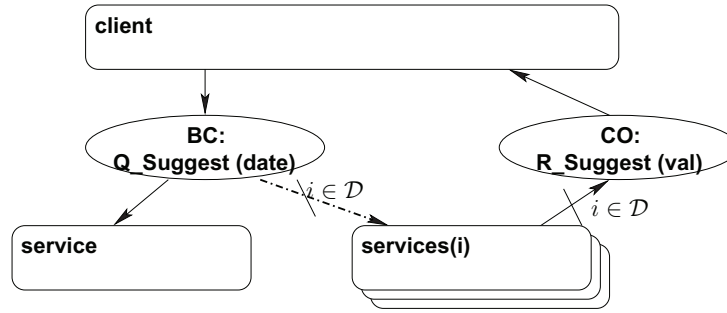 client
BC:
Q_Suggest (date)
CO:
R_Suggest (val)
i ∈ 𝒟
i ∈ 𝒟
service
services(i)